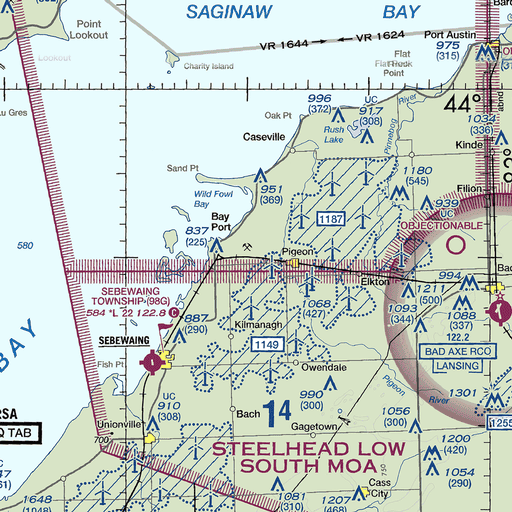 SAGINAW BAY
Point
Lookout
Lookout
VR 1644
VR 1624
Port Austin
975
(315)
Charity Island
Flat
Flat Rock
Point
Au Gres
Oak Pt
996
(372)
UC
917
(308)
River
44°
Rush
Lake
Pinnebog
1034
(336)
Caseville
Kinde
Sand Pt
1180
(545)
Filion
951
(369)
Wild Fowl
Bay
939
UC
(429)
Bay
Port
1187
OBJECTIONABLE
837
(225)
580
Pigeon
Elkton
SEBEWAING
TOWNSHIP (98G)
584 *L 22 122.8 C
1068
(427)
1211
(500)
994
1093
(344)
1088
(337)
887
(290)
Kilmanagh
122.2
SEBEWAING
1149
BAD AXE RCO
LANSING
BAY
Fish Pt
Owendale
Pigeon
River
1301
990
(300)
UC
910
(308)
Bach
14
1056
(300)
1255
Unionville
Gagetown
Q TAB
700
STEELHEAD LOW
SOUTH MOA
1200
(420)
750
1054
(290)
1648
(1048)
1081
(310)
1207
(468)
Cass
City